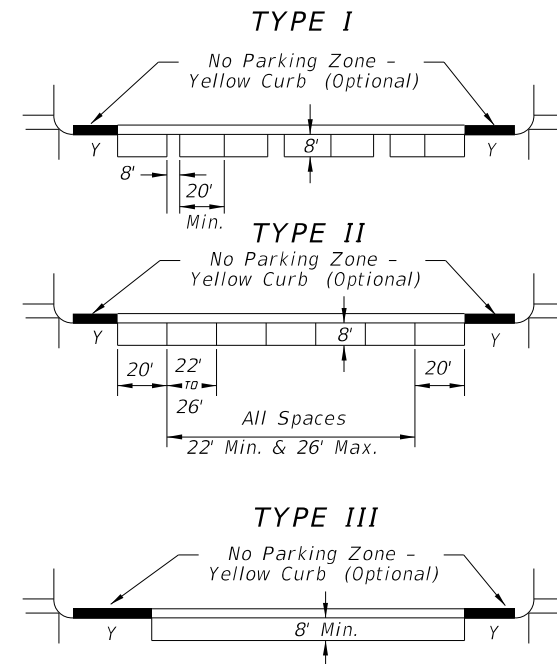 TYPE I
No Parking Zone -
Yellow Curb (Optional)
Y
8'
Y
8'
20'
Min.
TYPE II
No Parking Zone -
Yellow Curb (Optional)
Y
8'
Y
20'
22'
TO
26'
20'
All Spaces
22' Min. & 26' Max.
TYPE III
No Parking Zone -
Yellow Curb (Optional)
Y
8' Min.
Y